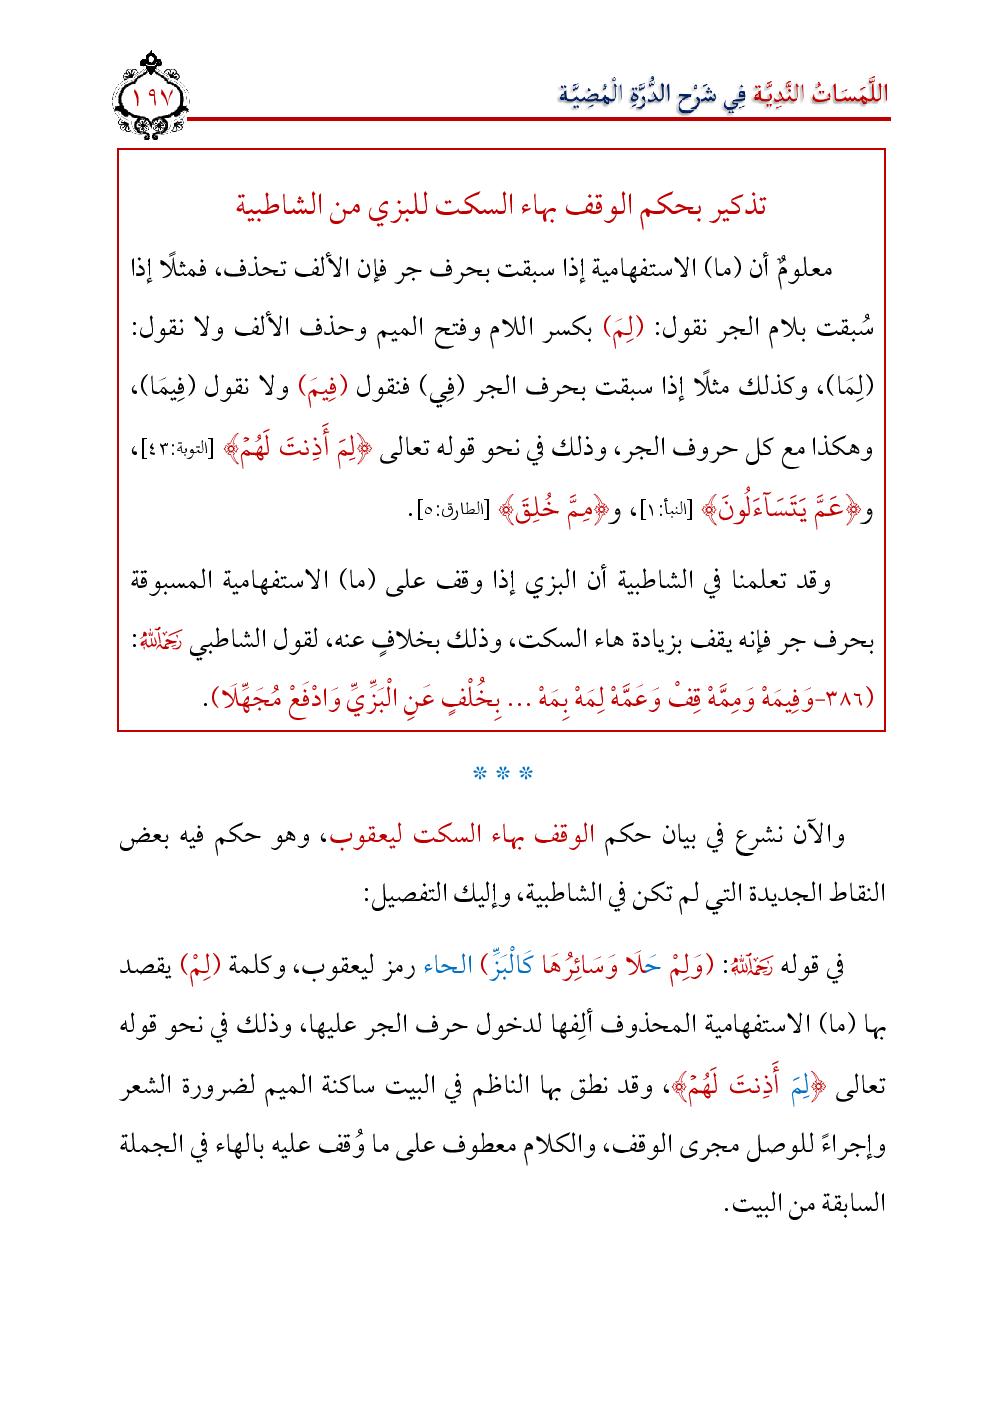 اللَّمَسَاتُ النَّدِيَّة فِي شَرْح الدُّرَّةِ الْمُضِيَّة
١٩٧
تذكير بحكم الوقف بهاء السكت للبزي من الشاطبية
معلومٌ أن (ما) الاستفهامية إذا سبقت بحرف جر فإن الألف تحذف، فمثلًا إذا
سُبقت بلام الجر نقول: (لِمَ) بكسر اللام وفتح الميم وحذف الألف ولا نقول:
(لِمَا)، وكذلك مثلًا إذا سبقت بحرف الجر (فِي) فنقول (فِيمَ) ولا نقول (فِيمَا)،
وهكذا مع كل حروف الجر، وذلك في نحو قوله تعالى ﴿لِمَ أَذِنتَ لَهُمۡ﴾ [التوبة:٤٣]،
و﴿عَمَّ يَتَسَآءَلُونَ﴾ [النبأ:١]، و﴿مِمَّ خُلِقَ﴾ [الطارق:٥].
وقد تعلمنا في الشاطبية أن البزي إذا وقف على (ما) الاستفهامية المسبوقة
بحرف جر فإنه يقف بزيادة هاء السكت، وذلك بخلافٍ عنه، لقول الشاطبي رَحِمَهُ ٱللَّهُ:
(٣٨٦-وَفِيمَهْ وَمِمَّهْ قِفْ وَعَمَّهْ لِمَهْ بِمَهْ ... بِخُلْفٍ عَنِ الْبَزِّيِّ وَادْفَعْ مُجَهِّلَا).
* * *
والآن نشرع في بيان حكم الوقف بهاء السكت ليعقوب، وهو حكم فيه بعض
النقاط الجديدة التي لم تكن في الشاطبية، وإليك التفصيل:
في قوله رَحِمَهُ ٱللَّهُ: (وَلِمْ حَلَا وَسَائِرُهَا كَالْبَزِّ) الحاء رمز ليعقوب، وكلمة (لِمْ) يقصد
بها (ما) الاستفهامية المحذوف ألِفها لدخول حرف الجر عليها، وذلك في نحو قوله
تعالى ﴿لِمَ أَذِنتَ لَهُمۡ﴾، وقد نطق بها الناظم في البيت ساكنة الميم لضرورة الشعر
وإجراءً للوصل مجرى الوقف، والكلام معطوف على ما وُقف عليه بالهاء في الجملة
السابقة من البيت.